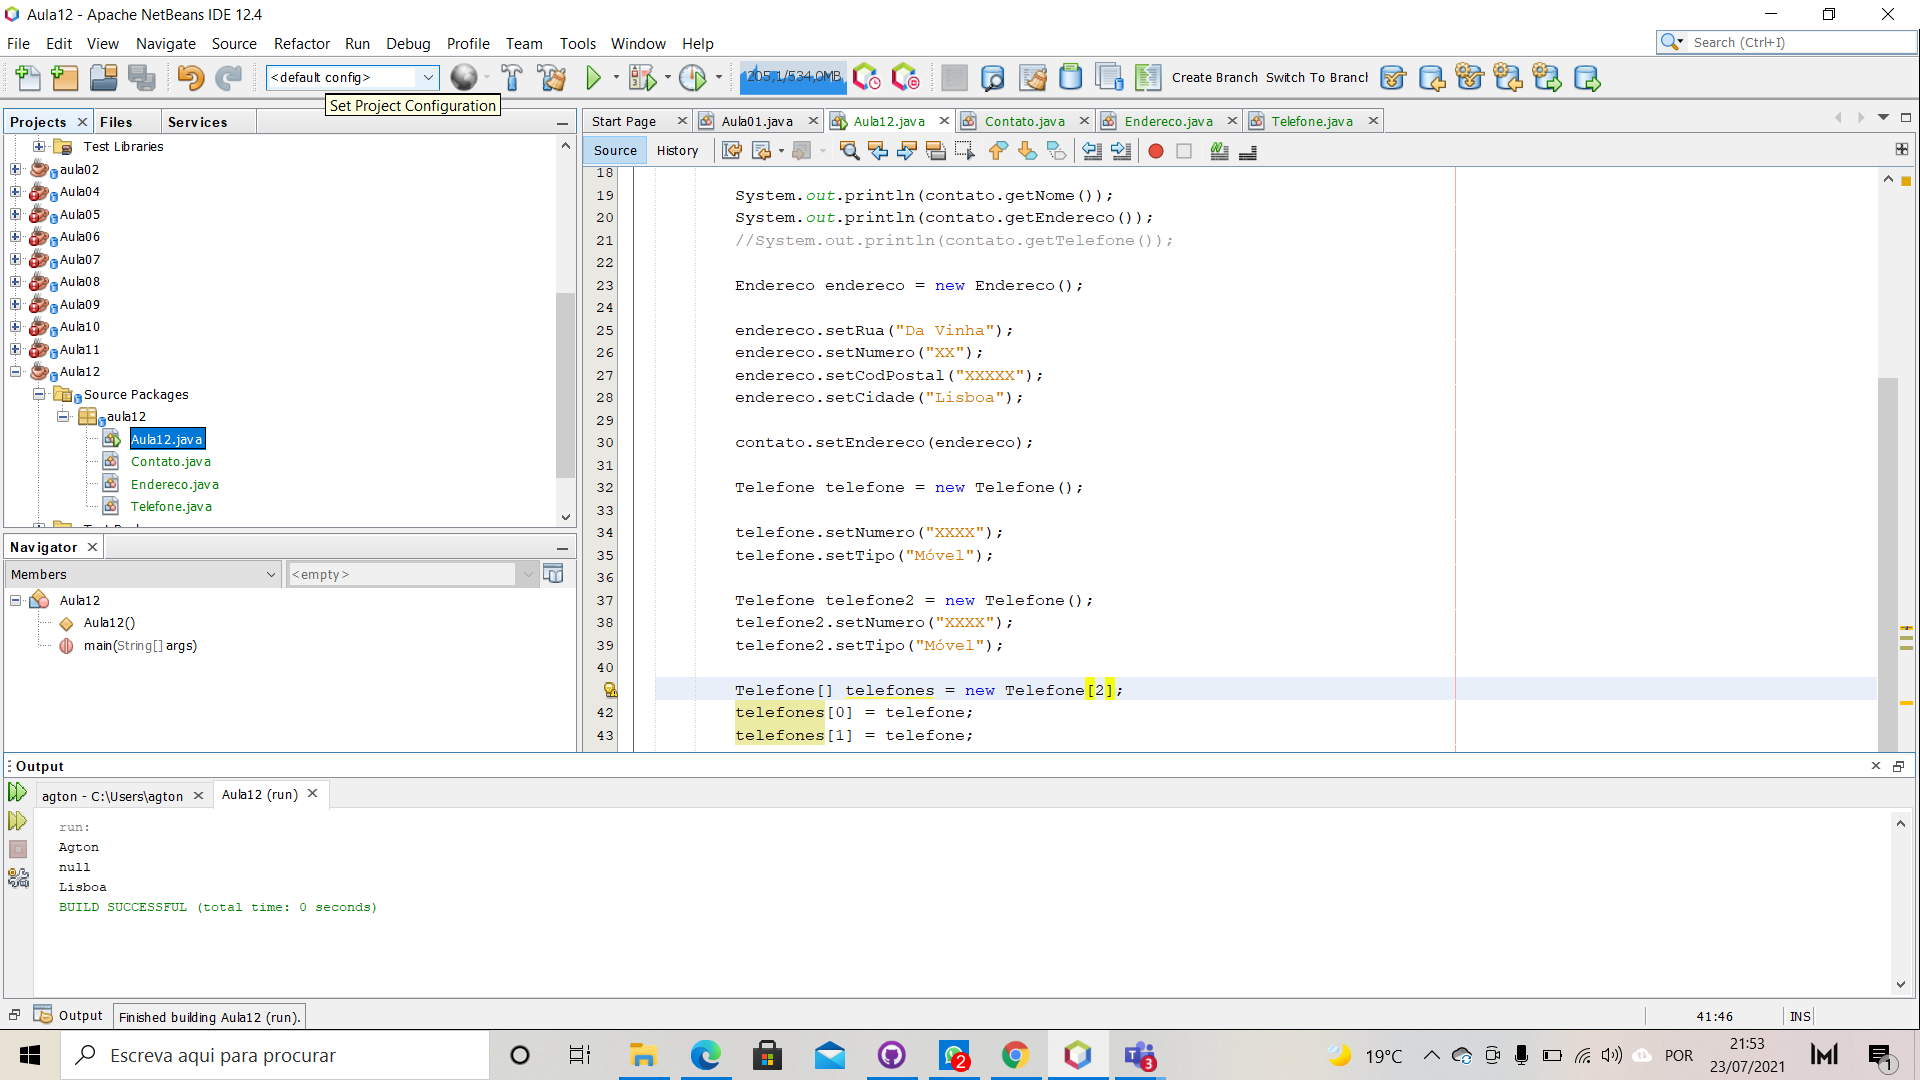 Aula12 - Apache NetBeans IDE 12.4
File Edit View Navigate Source Refactor Run Debug Profile Team Tools Window Help
Search (Ctrl+I)
<default config>
205,1/534,0MB
Create Branch Switch To Branch
Set Project Configuration
Projects Files Services
Test Libraries
aula02
Aula04
Aula05
Aula06
Aula07
Aula08
Aula09
Aula10
Aula11
Aula12
Source Packages
aula12
Aula12.java
Contato.java
Endereco.java
Telefone.java
Navigator
Members
<empty>
Aula12
Aula12()
main(String[] args)
Start Page Aula01.java Aula12.java Contato.java Endereco.java Telefone.java
Source History
18
19 System.out.println(contato.getNome());
20 System.out.println(contato.getEndereco());
21 //System.out.println(contato.getTelefone());
22
23 Endereco endereco = new Endereco();
24
25 endereco.setRua("Da Vinha");
26 endereco.setNumero("XX");
27 endereco.setCodPostal("XXXXX");
28 endereco.setCidade("Lisboa");
29
30 contato.setEndereco(endereco);
31
32 Telefone telefone = new Telefone();
33
34 telefone.setNumero("XXXX");
35 telefone.setTipo("Móvel");
36
37 Telefone telefone2 = new Telefone();
38 telefone2.setNumero("XXXX");
39 telefone2.setTipo("Móvel");
40
Telefone[] telefones = new Telefone[2];
42 telefones[0] = telefone;
43 telefones[1] = telefone;
Output
agton - C:\Users\agton Aula12 (run)
run:
Agton
null
Lisboa
BUILD SUCCESSFUL (total time: 0 seconds)
Output Finished building Aula12 (run).
41:46 INS
Escreva aqui para procurar
2
3
19°C
POR
21:53
23/07/2021
1